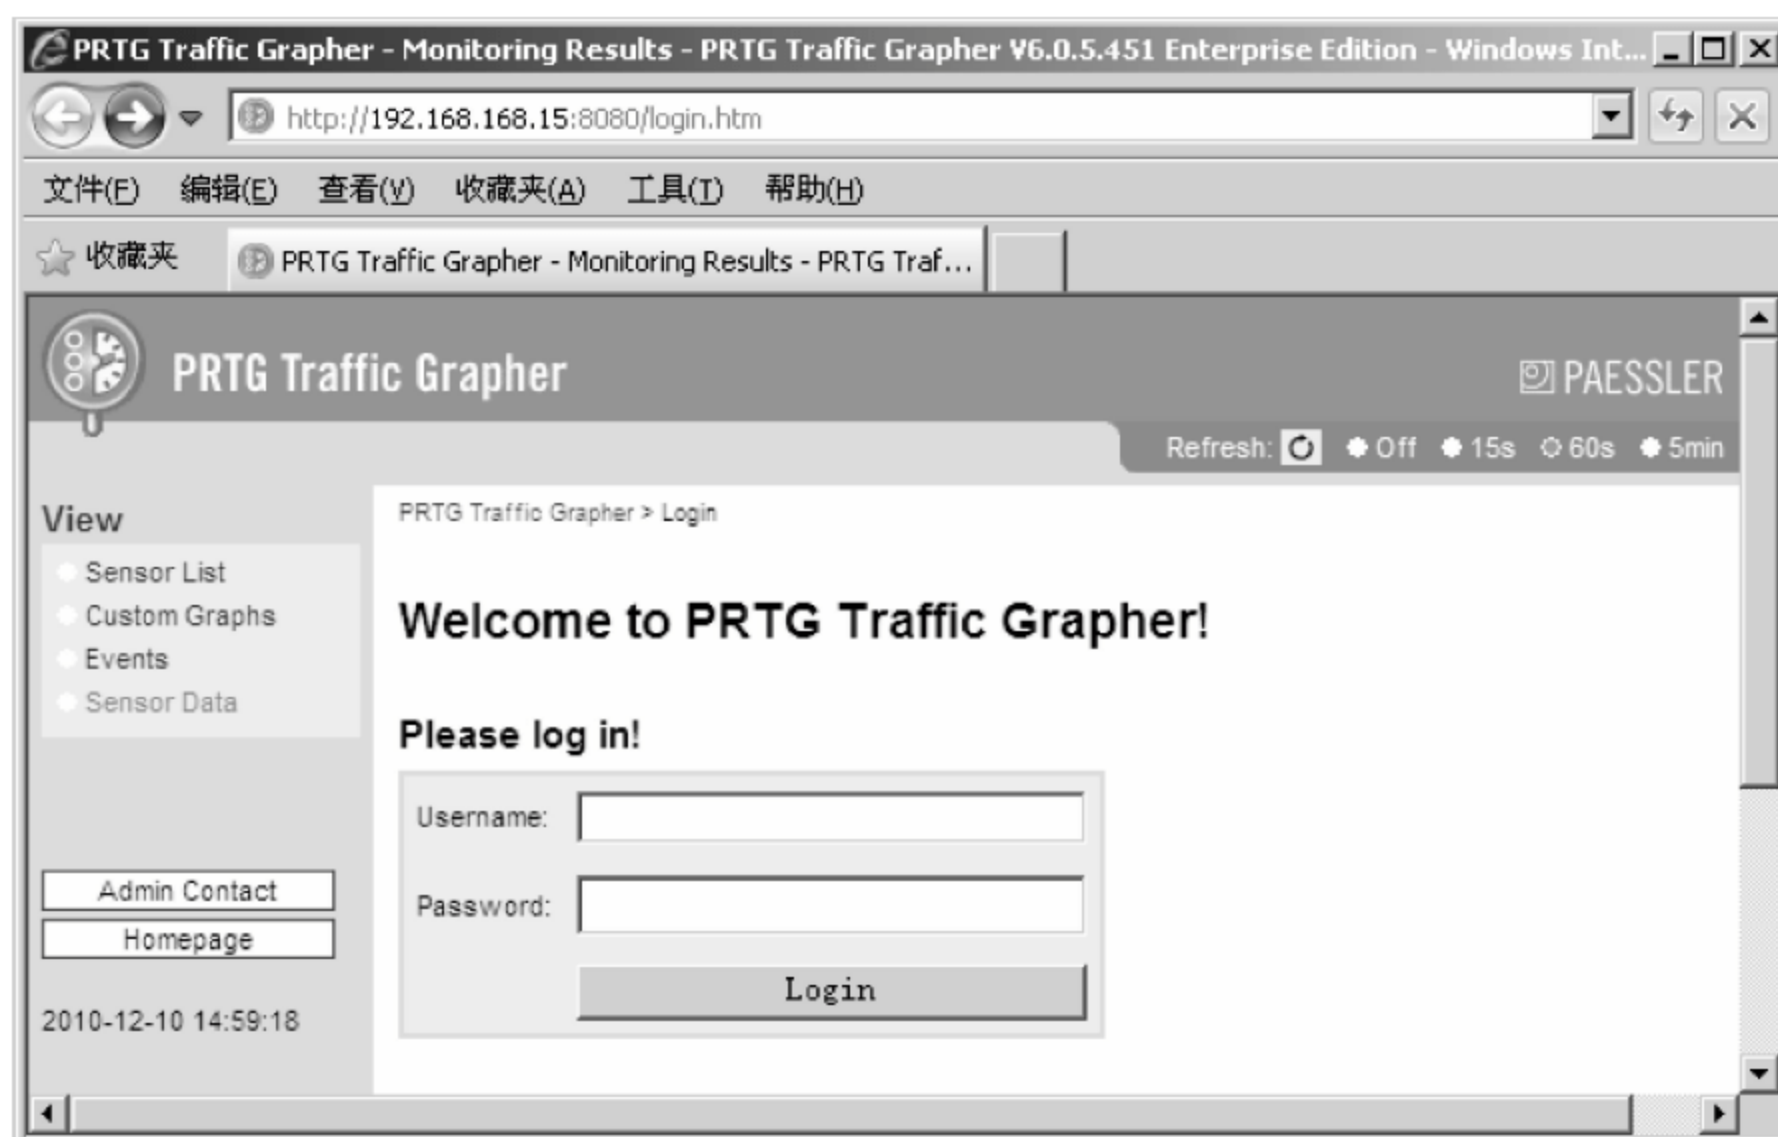 PRTG Traffic Grapher - Monitoring Results - PRTG Traffic Grapher V6.0.5.451 Enterprise Edition - Windows Int...
http://192.168.168.15:8080/login.htm
文件(F) 编辑(E) 查看(V) 收藏夹(A) 工具(T) 帮助(H)
收藏夹 PRTG Traffic Grapher - Monitoring Results - PRTG Traf...
PRTG Traffic Grapher PAESSLER
Refresh: Off 15s 60s 5min
View
Sensor List
Custom Graphs
Events
Sensor Data
Admin Contact
Homepage
2010-12-10 14:59:18
PRTG Traffic Grapher > Login
Welcome to PRTG Traffic Grapher!
Please log in!
Username:
Password:
Login